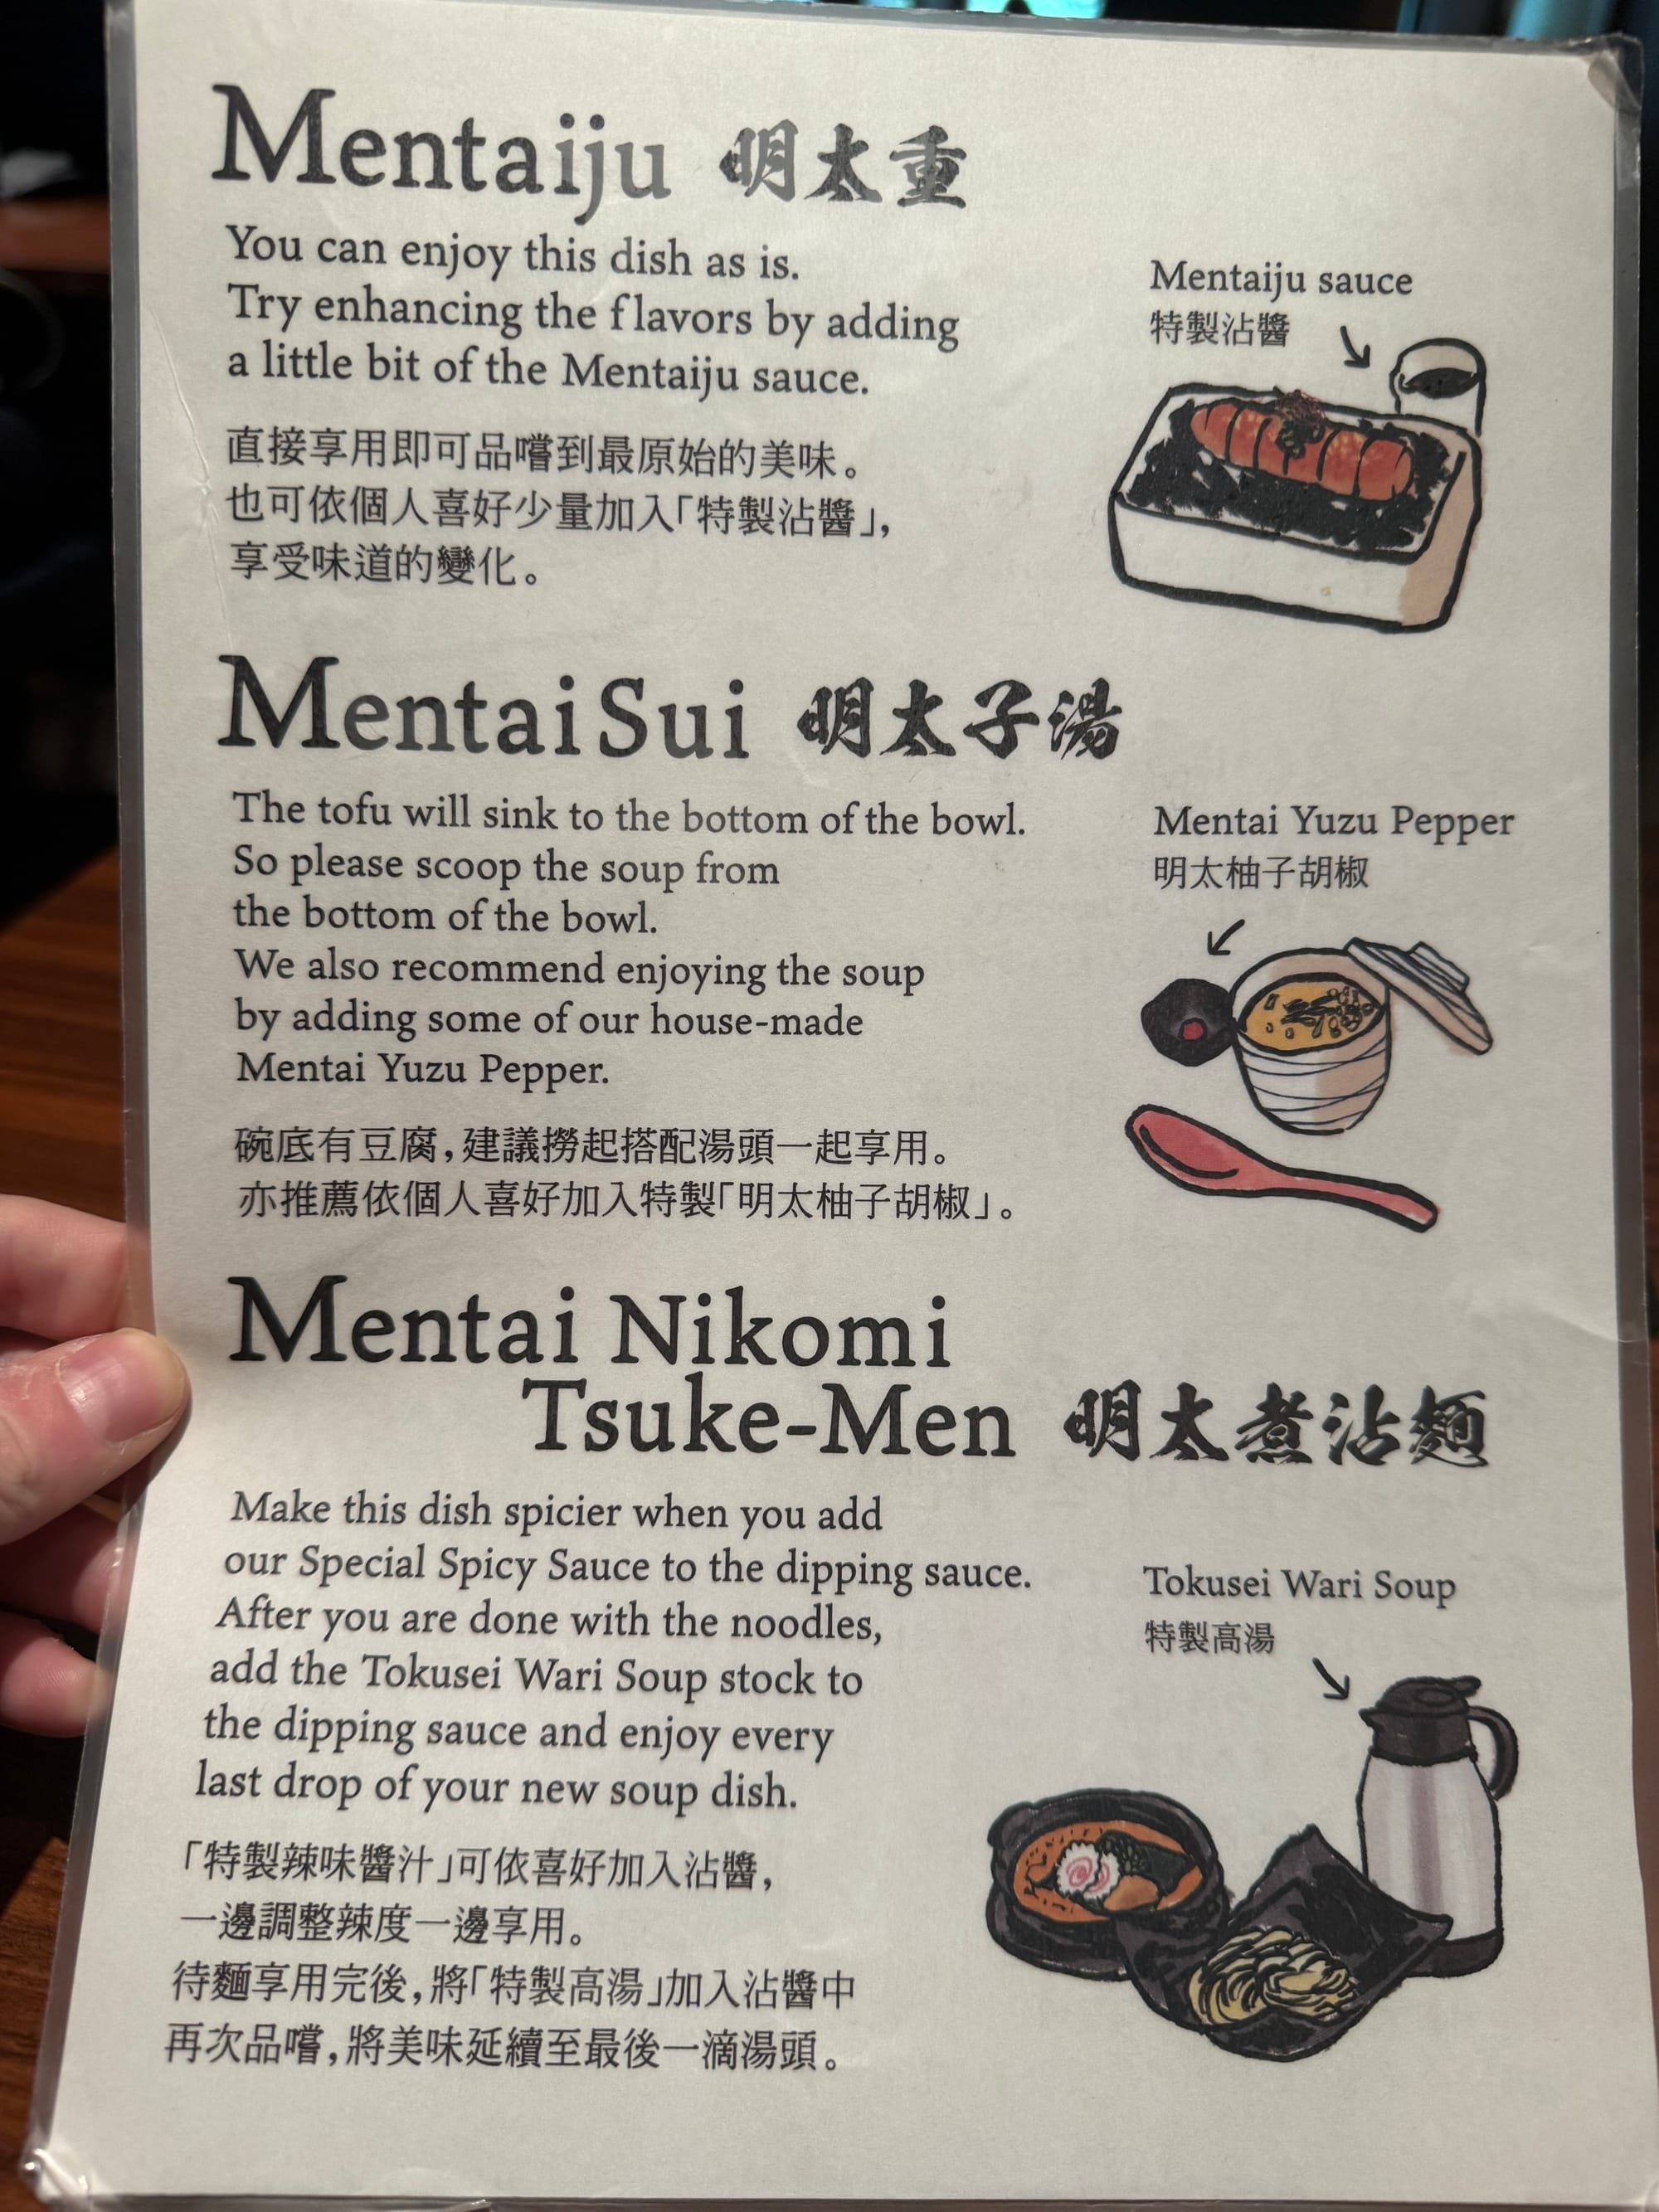 Mentaiju 明太重
You can enjoy this dish as is.
Try enhancing the flavors by adding
a little bit of the Mentaiju sauce.
直接享用即可品嚐到最原始的美味。
也可依個人喜好少量加入「特製沾醬」,
享受味道的變化。
Mentaiju sauce
特製沾醬
Mentai Sui 明太子湯
The tofu will sink to the bottom of the bowl.
So please scoop the soup from
the bottom of the bowl.
We also recommend enjoying the soup
by adding some of our house-made
Mentai Yuzu Pepper.
碗底有豆腐,建議撈起搭配湯頭一起享用。
亦推薦依個人喜好加入特製「明太柚子胡椒」。
Mentai Yuzu Pepper
明太柚子胡椒
Mentai Nikomi
Tsuke-Men 明太煮沾麵
Make this dish spicier when you add
our Special Spicy Sauce to the dipping sauce.
After you are done with the noodles,
add the Tokusei Wari Soup stock to
the dipping sauce and enjoy every
last drop of your new soup dish.
「特製辣味醬汁」可依喜好加入沾醬,
一邊調整辣度一邊享用。
待麵享用完後,將「特製高湯」加入沾醬中
再次品嚐,將美味延續至最後一滴湯頭。
Tokusei Wari Soup
特製高湯